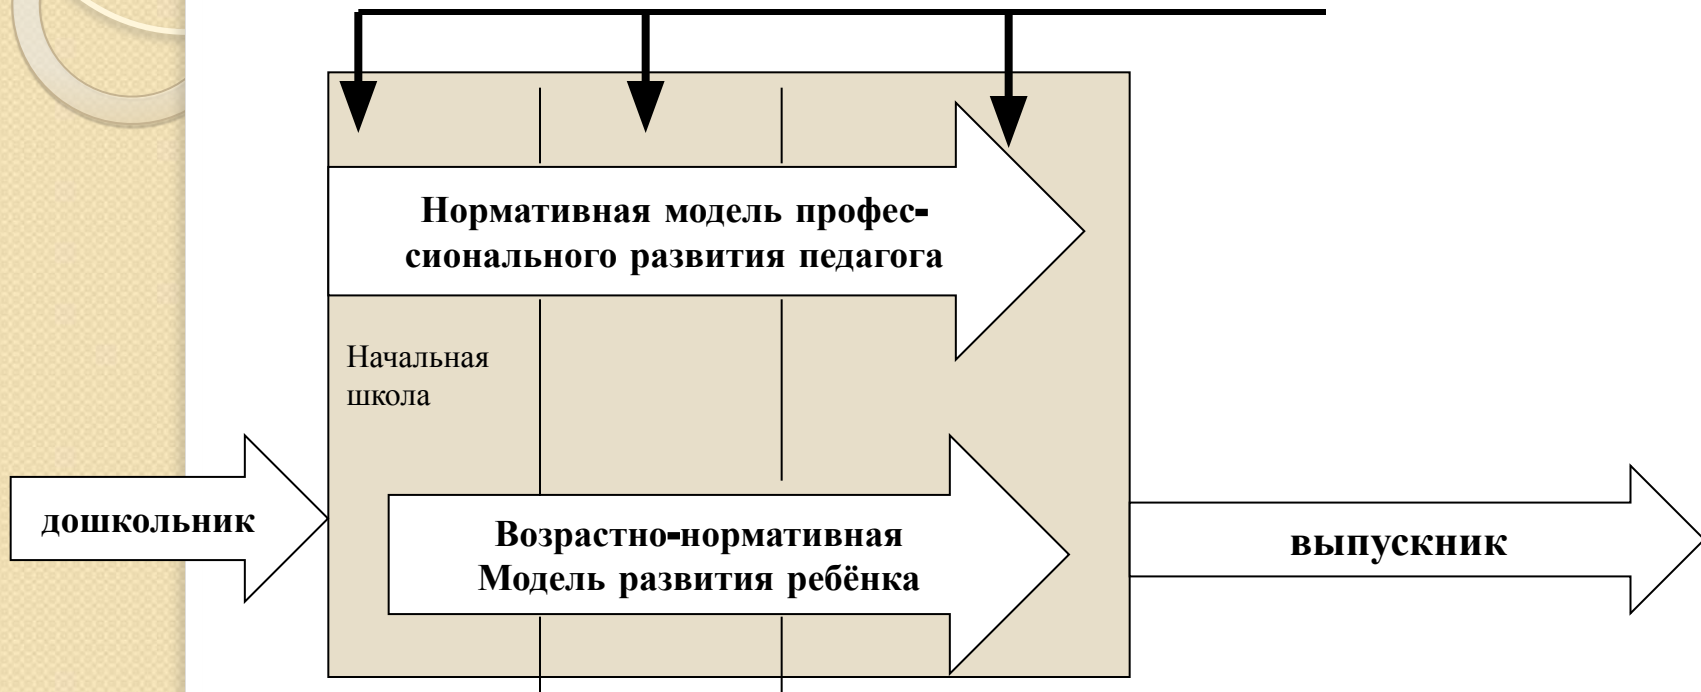 Нормативная модель профес-
сионального развития педагога
Начальная
школа
дошкольник
Возрастно-нормативная
Модель развития ребёнка
выпускник